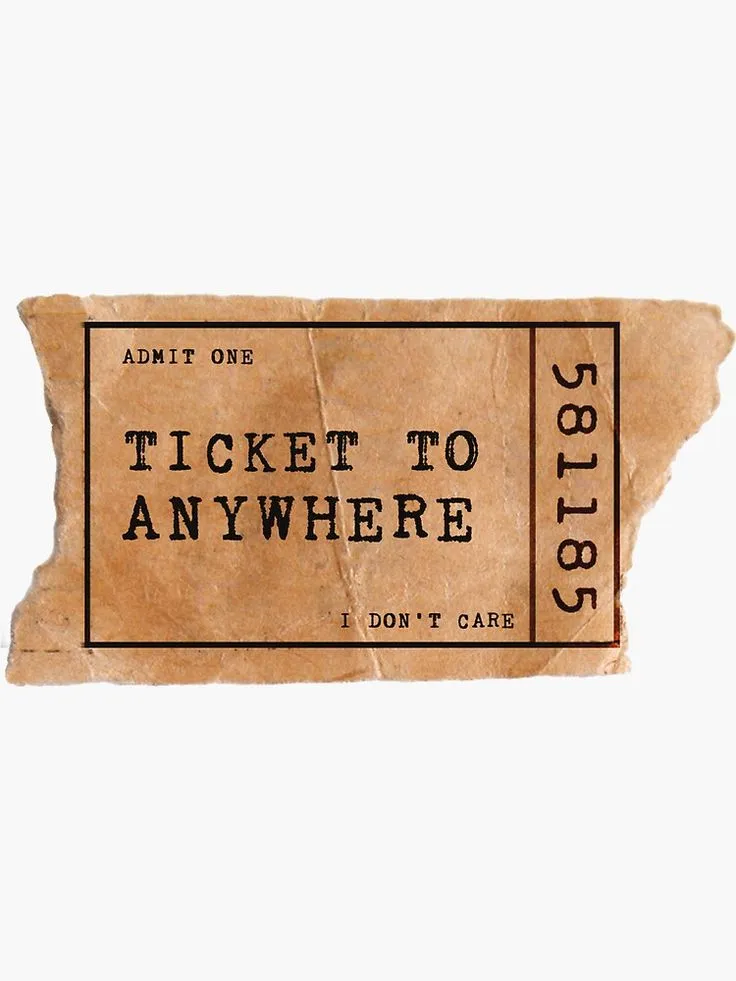 ADMIT ONE
TICKET TO
ANYWHERE
I DON'T CARE
581185